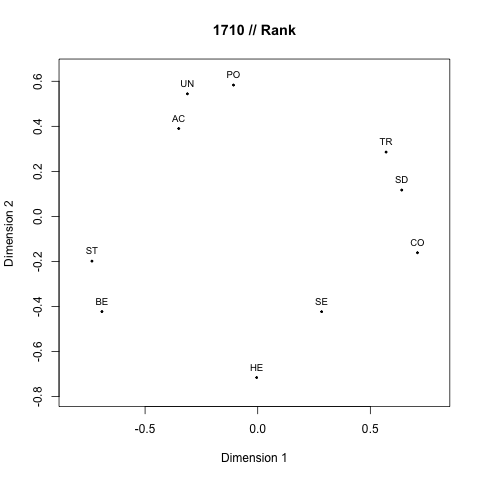 1710 // Rank
PO
UN
AC
TR
SD
CO
ST
BE
SE
HE
0.6
0.4
0.2
0.0
-0.2
-0.4
-0.6
-0.8
Dimension 2
-0.5
0.0
0.5
Dimension 1